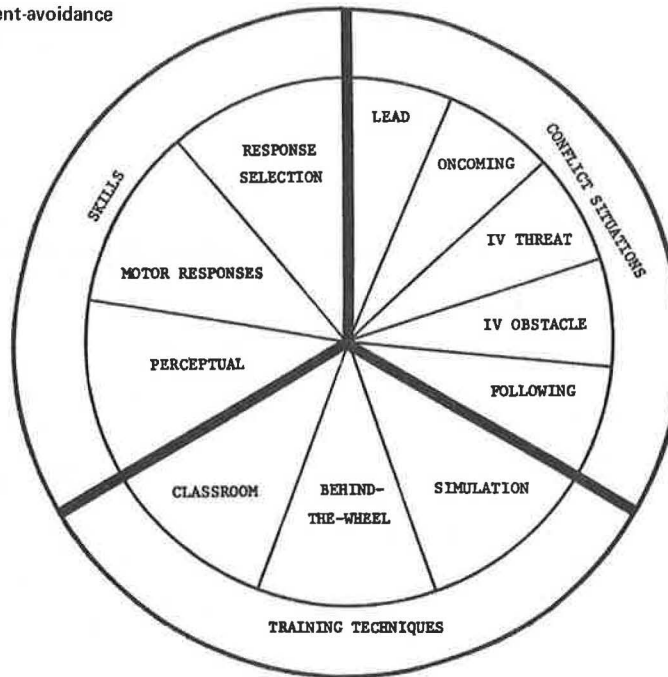 ent-avoidance
LEAD
ONCOMING
IV THREAT
IV OBSTACLE
FOLLOWING
CONFLICT SITUATIONS
RESPONSE
SELECTION
MOTOR RESPONSES
PERCEPTUAL
SKILLS
CLASSROOM
BEHIND-
THE-WHEEL
SIMULATION
TRAINING TECHNIQUES